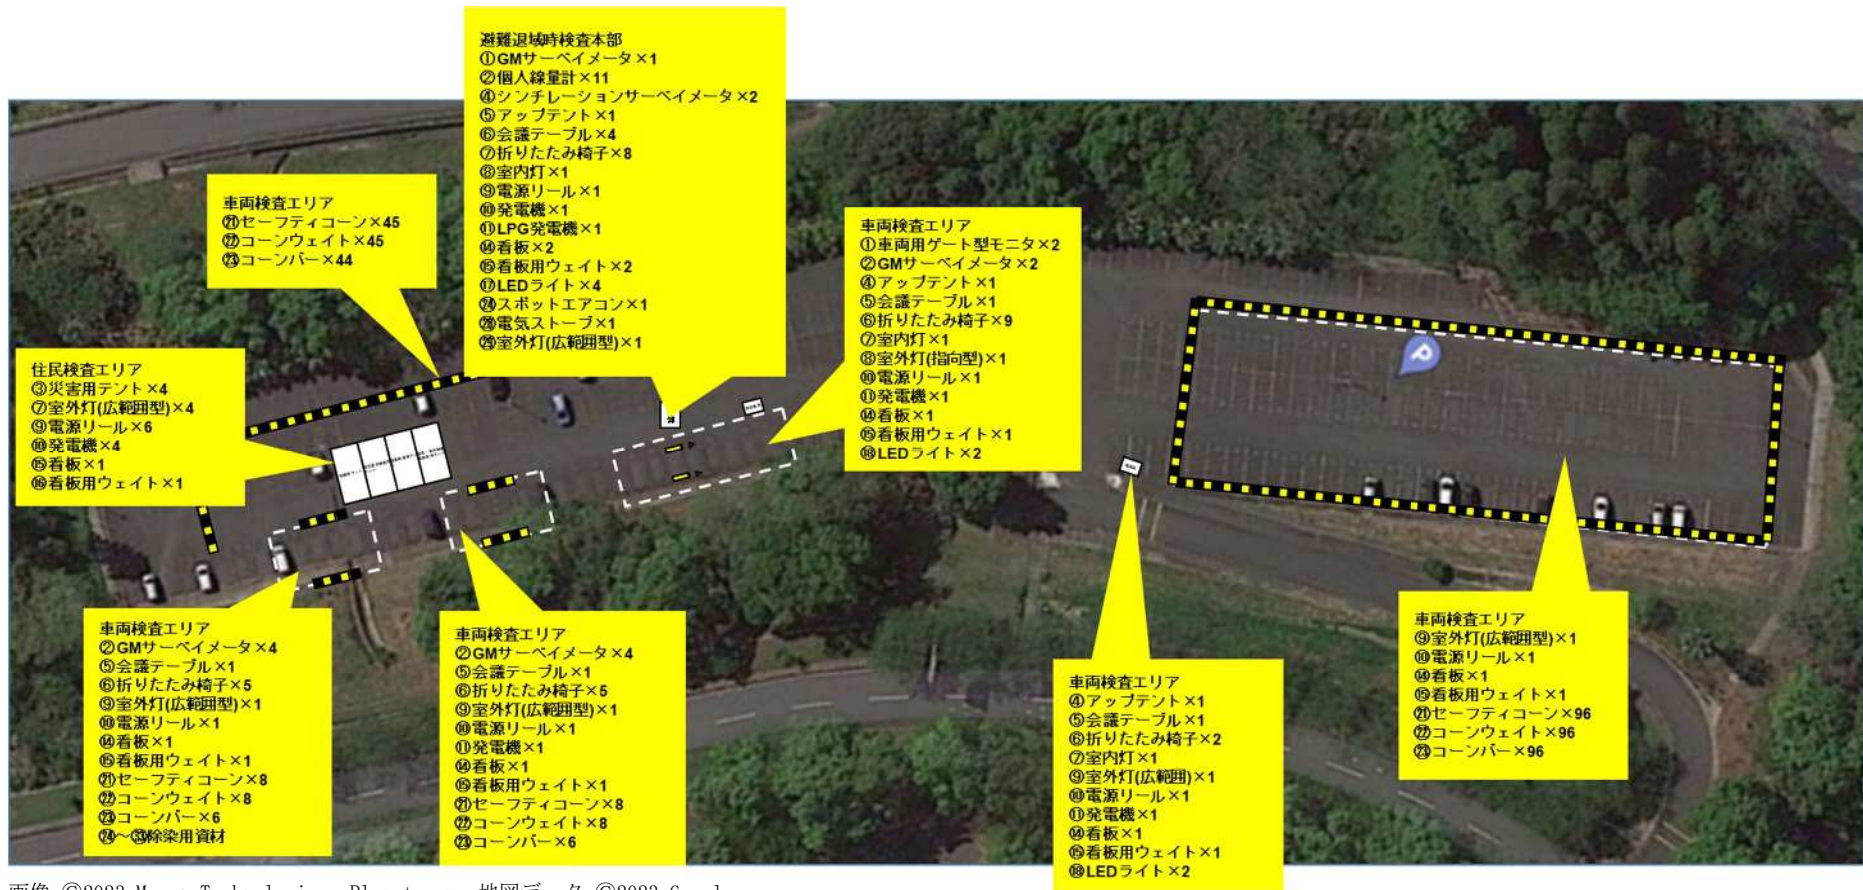 避難退域時検査本部
①GMサーベイメータ×1
②個人線量計×11
④シンチレーションサーベイメータ×2
⑤アップテント×1
⑥会議テーブル×4
⑦折りたたみ椅子×8
⑧室内灯×1
⑨電源リール×1
⑩発電機×1
⑪LPG発電機×1
⑭看板×2
⑮看板用ウェイト×2
⑰LEDライト×4
㉔スポットエアコン×1
電気ストーブ×1
室外灯(広範囲型)×1
車両検査エリア
㉑セーフティコーン×45
㉒コーンウェイト×45
㉓コーンバー×44
車両検査エリア
①車両用ゲート型モニタ×2
②GMサーベイメータ×2
④アップテント×1
⑤会議テーブル×1
⑥折りたたみ椅子×9
⑦室内灯×1
⑧室外灯(指向型)×1
⑩電源リール×1
⑪発電機×1
⑭看板×1
⑮看板用ウェイト×1
⑱LEDライト×2
住民検査エリア
③災害用テント×4
⑦室外灯(広範囲型)×4
⑨電源リール×6
⑩発電機×4
⑮看板×1
⑯看板用ウェイト×1
P
車両検査エリア
②GMサーベイメータ×4
⑤会議テーブル×1
⑥折りたたみ椅子×5
⑨室外灯(広範囲型)×1
⑩電源リール×1
⑭看板×1
⑮看板用ウェイト×1
㉑セーフティコーン×8
㉒コーンウェイト×8
㉓コーンバー×6
㉔～㉝除染用資材
車両検査エリア
②GMサーベイメータ×4
⑤会議テーブル×1
⑥折りたたみ椅子×5
⑨室外灯(広範囲型)×1
⑩電源リール×1
⑪発電機×1
⑭看板×1
⑮看板用ウェイト×1
㉑セーフティコーン×8
㉒コーンウェイト×8
㉓コーンバー×6
車両検査エリア
④アップテント×1
⑤会議テーブル×1
⑥折りたたみ椅子×2
⑦室内灯×1
⑨室外灯(広範囲)×1
⑩電源リール×1
⑪発電機×1
⑭看板×1
⑮看板用ウェイト×1
⑱LEDライト×2
車両検査エリア
⑨室外灯(広範囲型)×1
⑩電源リール×1
⑭看板×1
⑮看板用ウェイト×1
㉑セーフティコーン×96
㉒コーンウェイト×96
㉓コーンバー×96